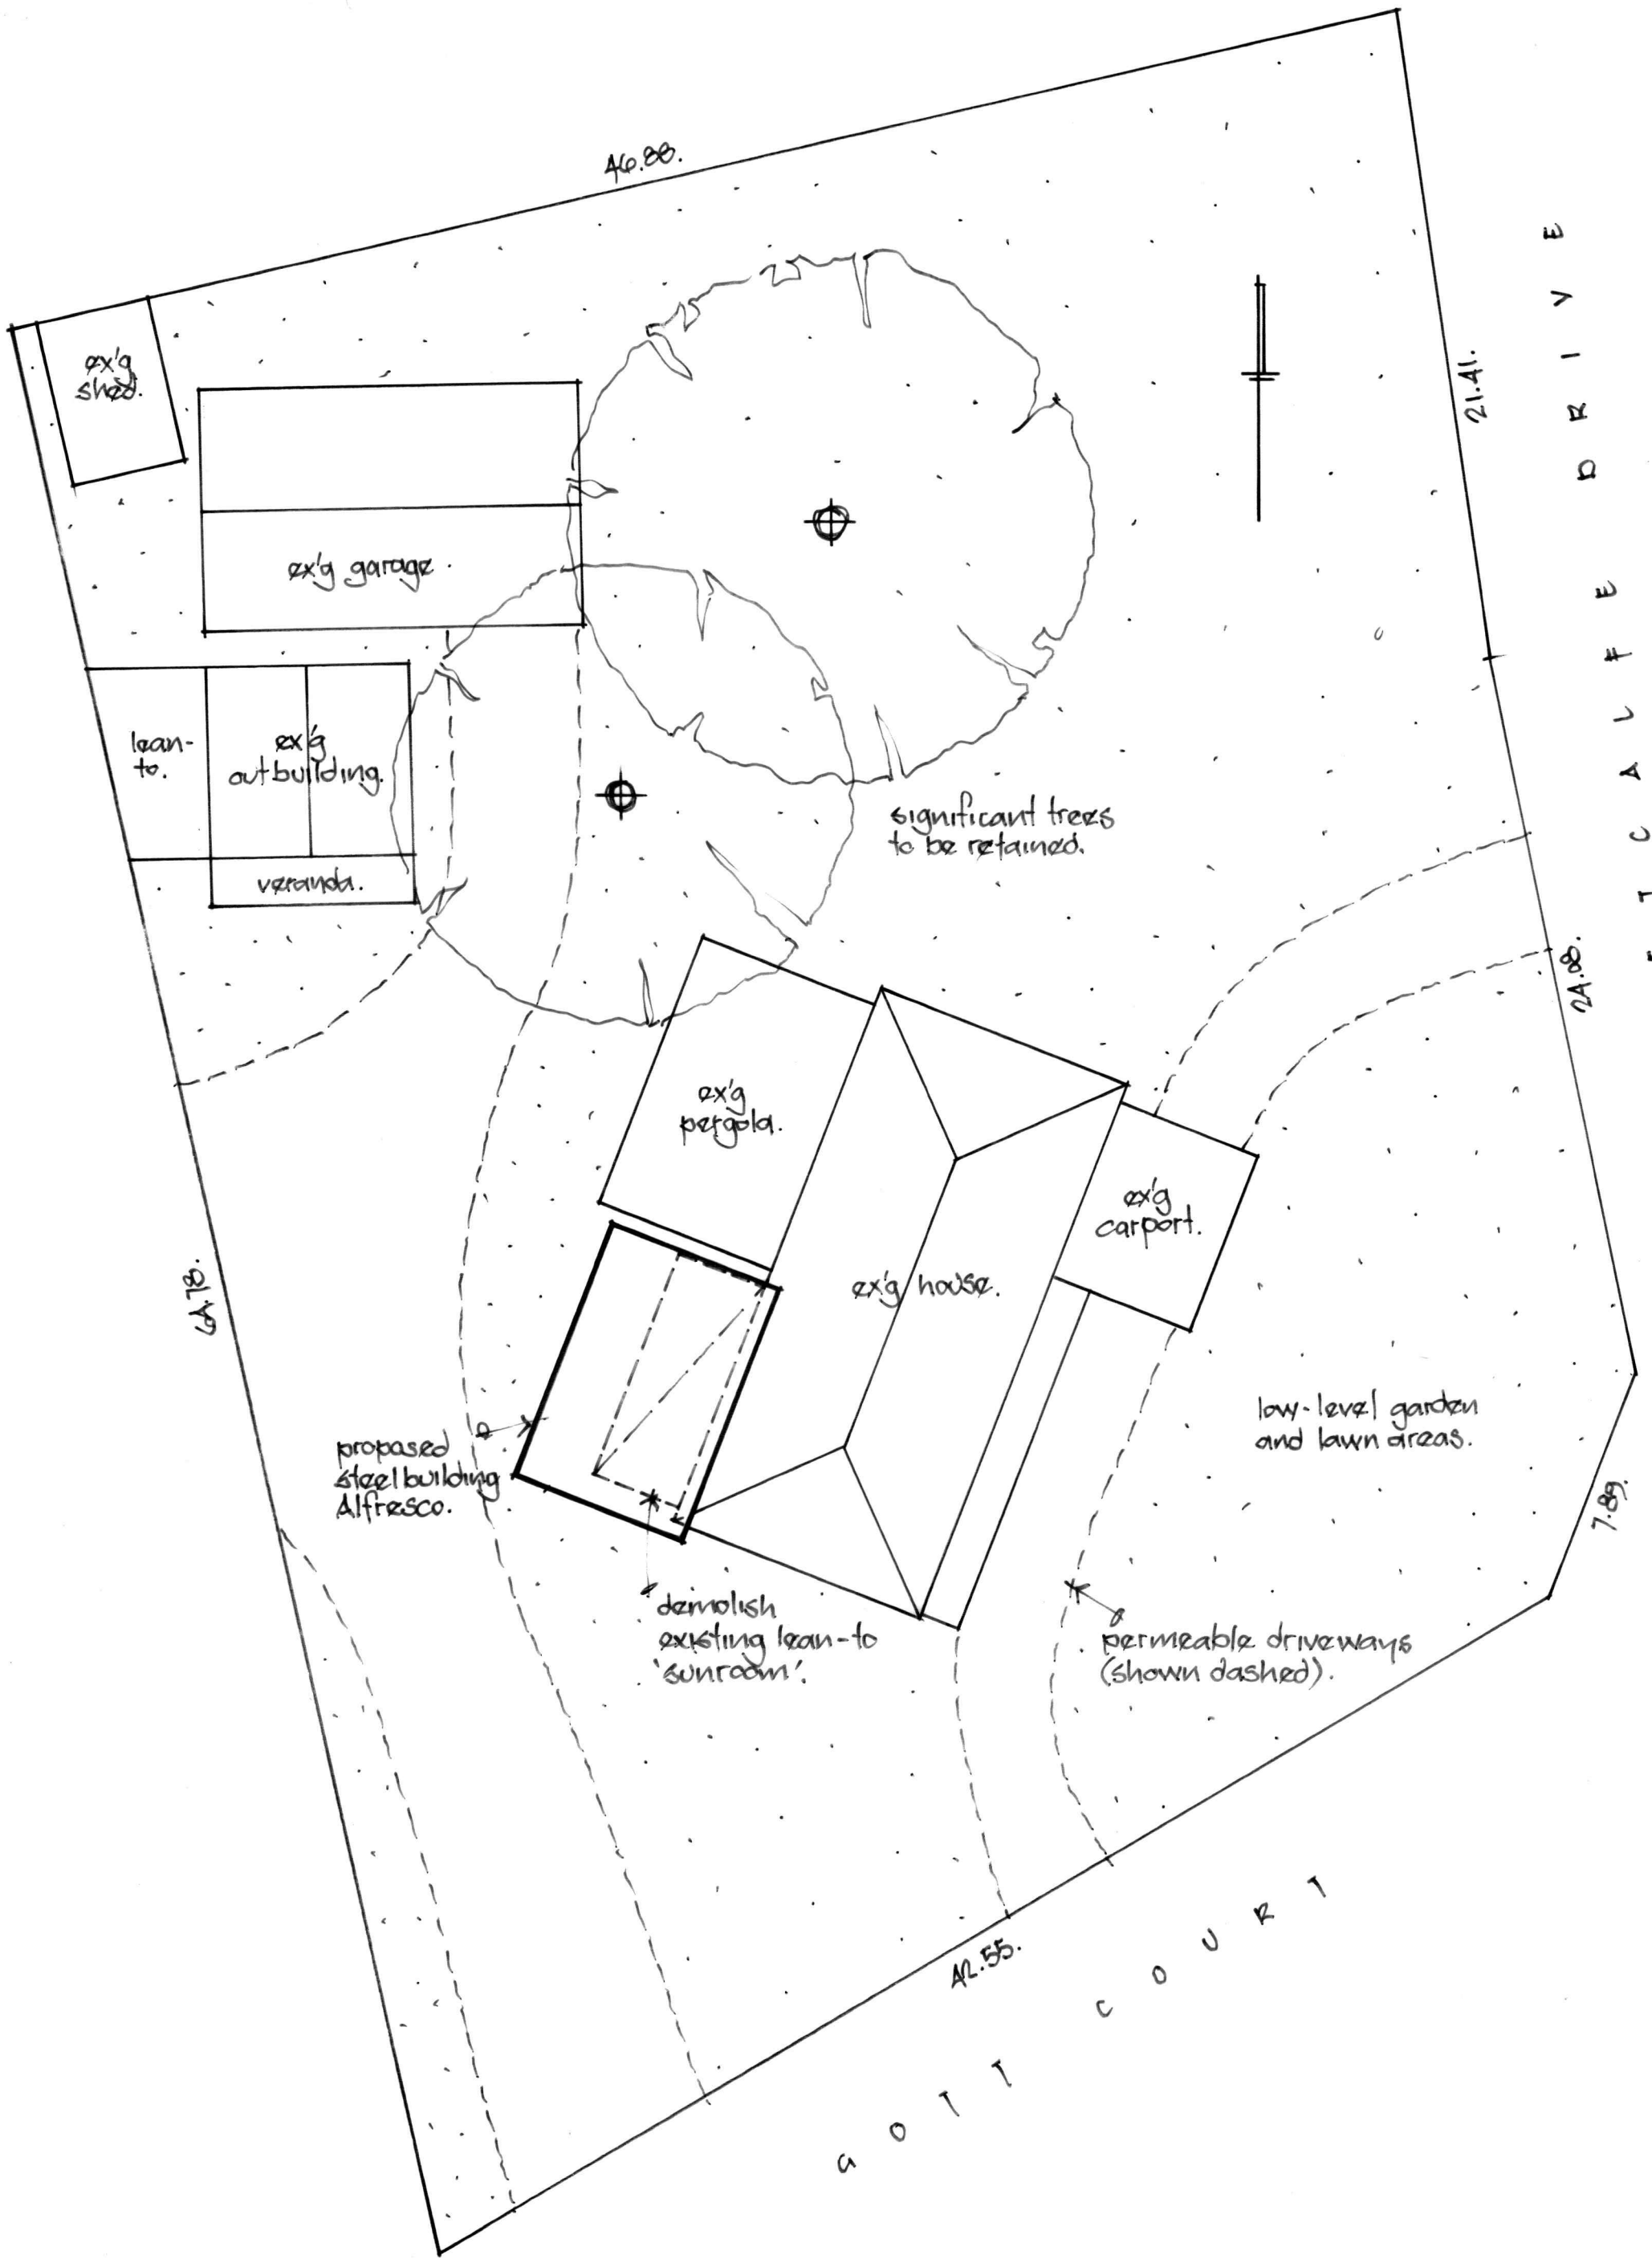 46.88.
ex'g
shed.
21.41.
ex'g garage.
lean-
to.
ex'g
outbuilding.
veranda.
significant trees
to be retained.
24.08.
ex'g
pergola.
ex'g
carport.
ex'g house.
64.78.
proposed
steel building
Alfresco.
low-level garden
and lawn areas.
7.89.
demolish
existing lean-to
'sunroom'.
permeable driveways
(shown dashed).
42.55.
GOTT COURT
DRIVE